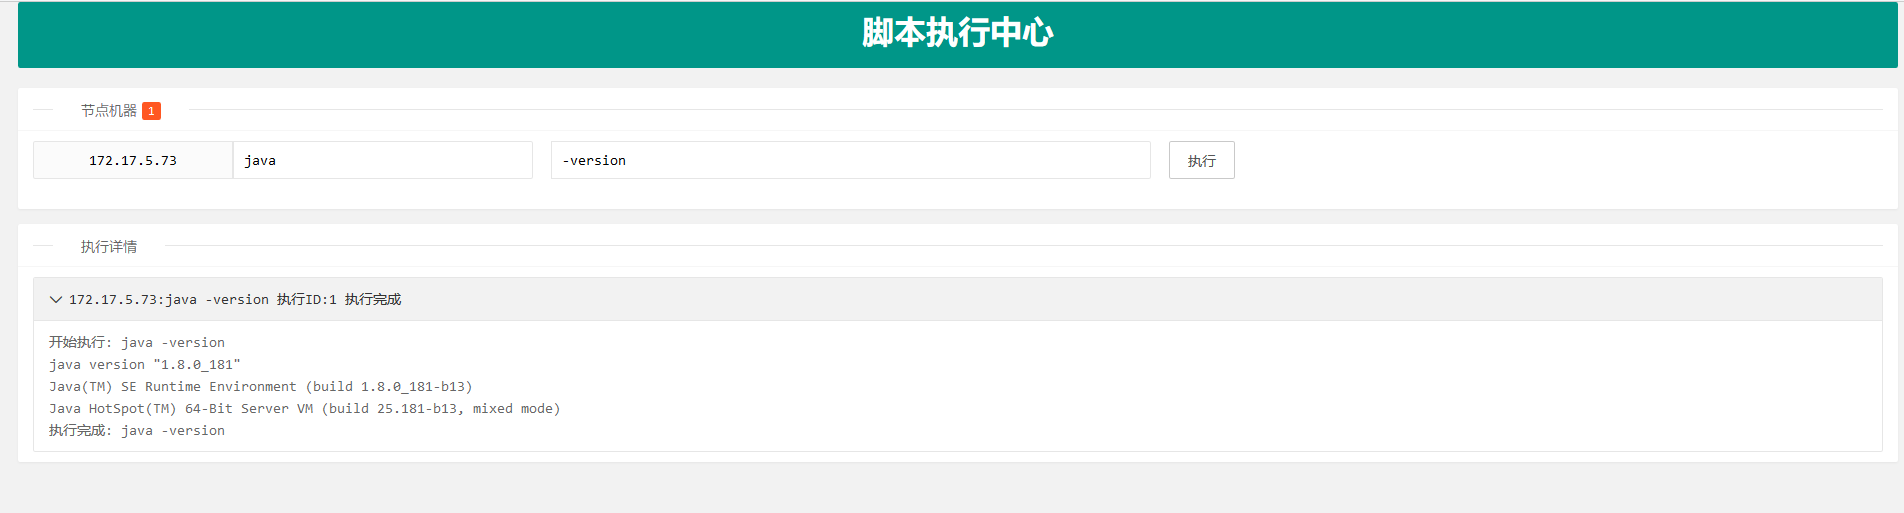 脚本执行中心
节点机器 1
172.17.5.73 java -version 执行
执行详情
172.17.5.73:java -version 执行ID:1 执行完成
开始执行: java -version
java version "1.8.0_181"
Java(TM) SE Runtime Environment (build 1.8.0_181-b13)
Java HotSpot(TM) 64-Bit Server VM (build 25.181-b13, mixed mode)
执行完成: java -version